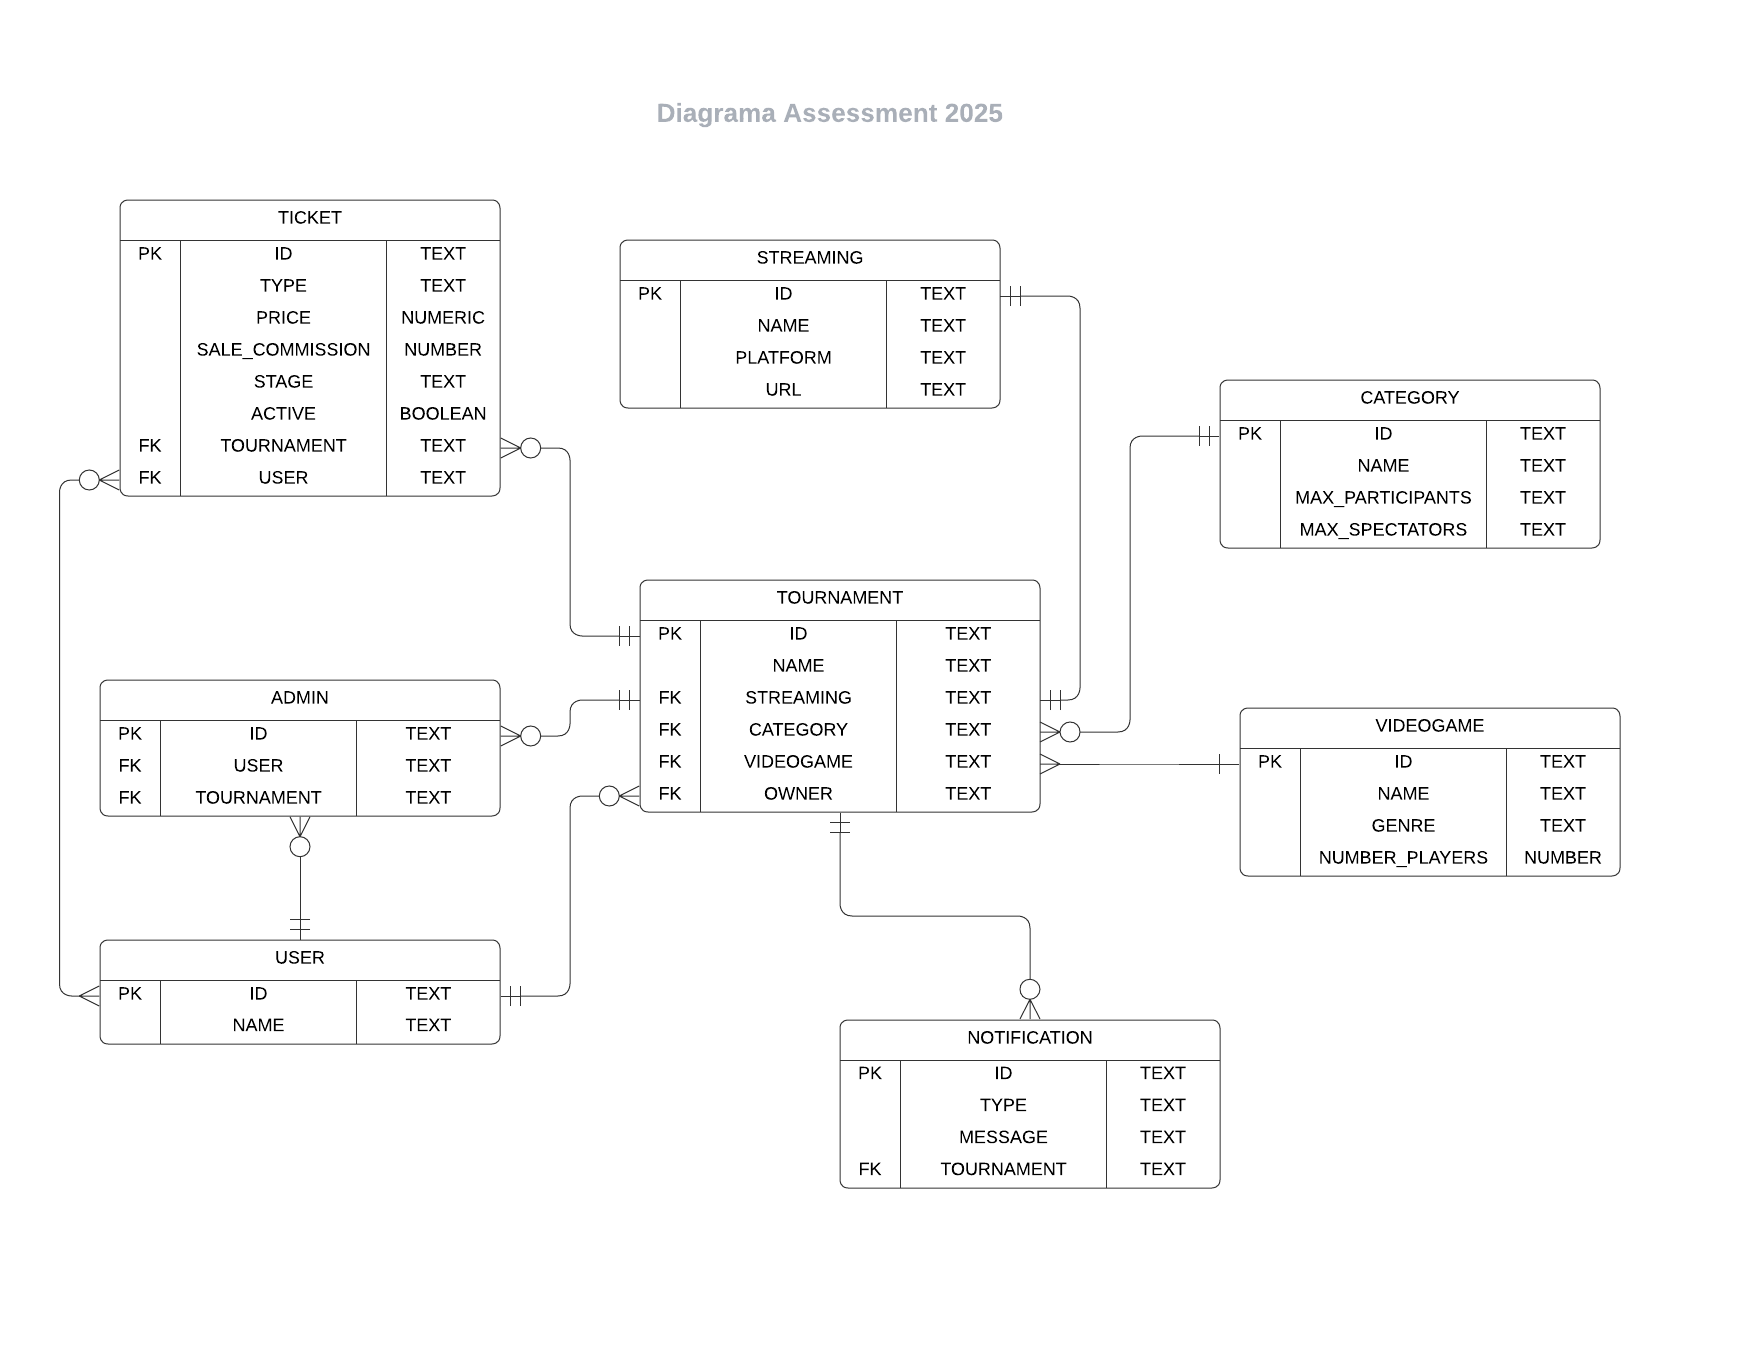 Diagrama Assessment 2025
TICKET
PK ID TEXT
TYPE TEXT
PRICE NUMERIC
SALE_COMMISSION NUMBER
STAGE TEXT
ACTIVE BOOLEAN
FK TOURNAMENT TEXT
FK USER TEXT
STREAMING
PK ID TEXT
NAME TEXT
PLATFORM TEXT
URL TEXT
CATEGORY
PK ID TEXT
NAME TEXT
MAX_PARTICIPANTS TEXT
MAX_SPECTATORS TEXT
TOURNAMENT
PK ID TEXT
NAME TEXT
FK STREAMING TEXT
FK CATEGORY TEXT
FK VIDEOGAME TEXT
FK OWNER TEXT
ADMIN
PK ID TEXT
FK USER TEXT
FK TOURNAMENT TEXT
VIDEOGAME
PK ID TEXT
NAME TEXT
GENRE TEXT
NUMBER_PLAYERS NUMBER
USER
PK ID TEXT
NAME TEXT
NOTIFICATION
PK ID TEXT
TYPE TEXT
MESSAGE TEXT
FK TOURNAMENT TEXT